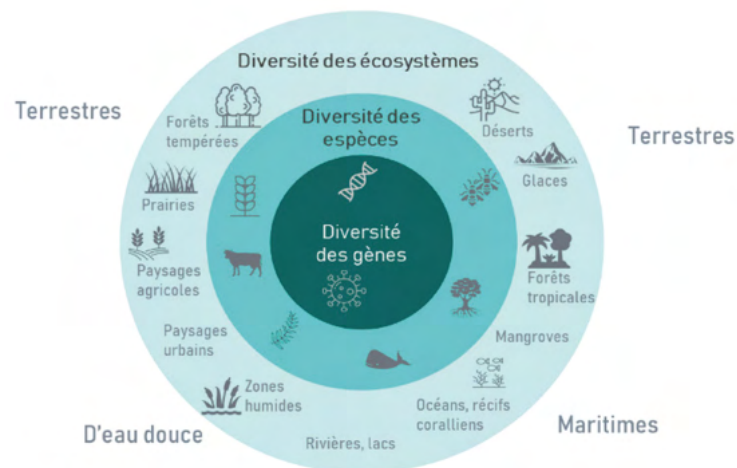 Diversité des écosystèmes
Terrestres
Terrestres
Forêts
tempérées
Diversité des
espèces
Déserts
Glaces
Prairies
Diversité
des gènes
Paysages
agricoles
Forêts
tropicales
Paysages
urbains
Mangroves
Zones
humides
Océans, récifs
coralliens
D'eau douce
Rivières, lacs
Maritimes